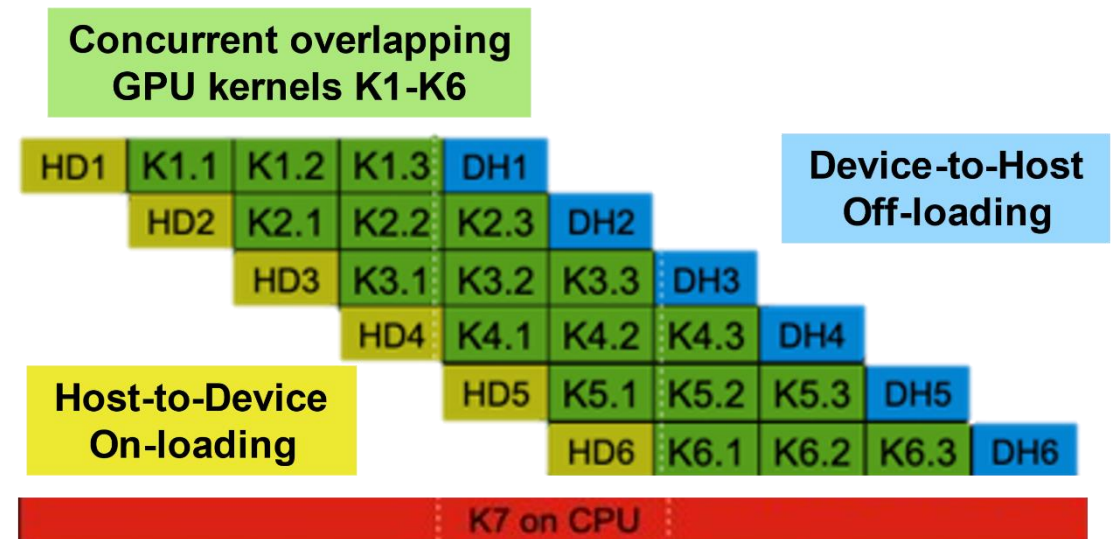 Concurrent overlapping
GPU kernels K1-K6
HD1 K1.1 K1.2 K1.3 DH1
Device-to-Host
Off-loading
HD2 K2.1 K2.2 K2.3 DH2
HD3 K3.1 K3.2 K3.3 DH3
HD4 K4.1 K4.2 K4.3 DH4
Host-to-Device
On-loading
HD5 K5.1 K5.2 K5.3 DH5
HD6 K6.1 K6.2 K6.3 DH6
K7 on CPU